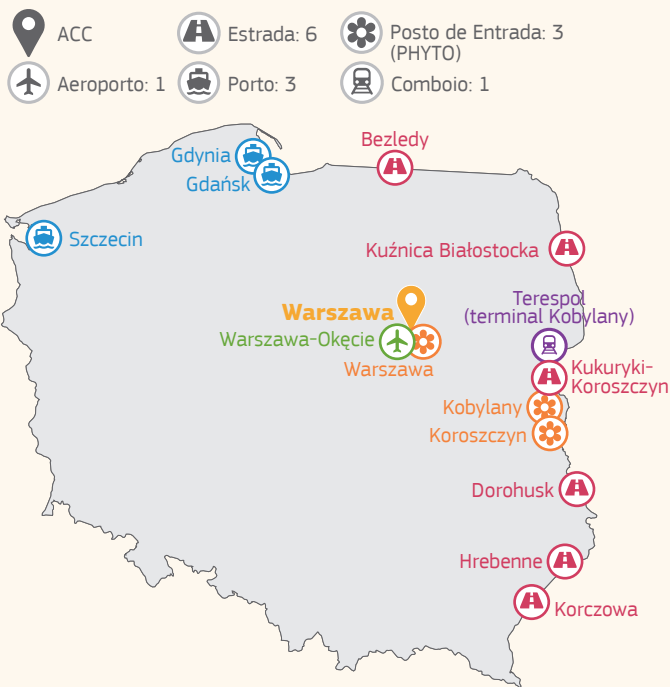 ACC
Estrada: 6
Posto de Entrada: 3
(PHYTO)
Aeroporto: 1
Porto: 3
Comboio: 1
Bezledy
Gdynia
Gdańsk
Szczecin
Kuźnica Białostocka
Terespol
(terminal Kobylany)
Warszawa
Warszawa-Okęcie
Warszawa
Kukuryki-
Koroszczyn
Kobylany
Koroszczyn
Dorohusk
Hrebenne
Korczowa